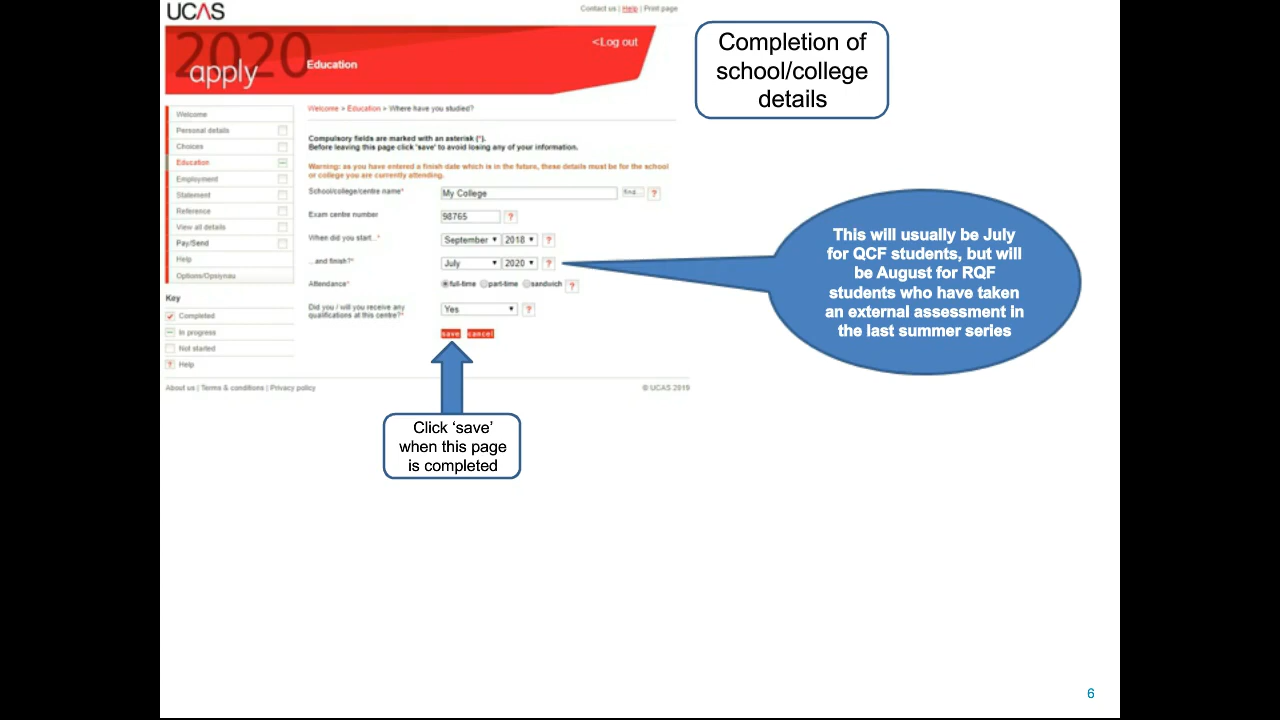 UCAS
Contact us | Help | Print page
2020
apply
Education
<Log out
Completion of
school/college
details
Welcome
Personal details
Choices
Education
Employment
Statement
Reference
View all details
Pay/Send
Help
Options/Opsiynau
Key
Completed
In progress
Not started
? Help
Welcome > Education > Where have you studied?
Compulsory fields are marked with an asterisk (*).
Before leaving this page click 'save' to avoid losing any of your information.
Warning: as you have entered a finish date which is in the future, these details must be for the school
or college you are currently attending.
School/college/centre name* My College find... ?
Exam centre number 98765 ?
When did you start...* September 2018 ?
...and finish?* July 2020 ?
Attendance* full-time part-time sandwich ?
Did you / will you receive any
qualifications at this centre?* Yes ?
save cancel
About us | Terms & conditions | Privacy policy
© UCAS 2019
This will usually be July
for QCF students, but will
be August for RQF
students who have taken
an external assessment in
the last summer series
Click ‘save’
when this page
is completed
6